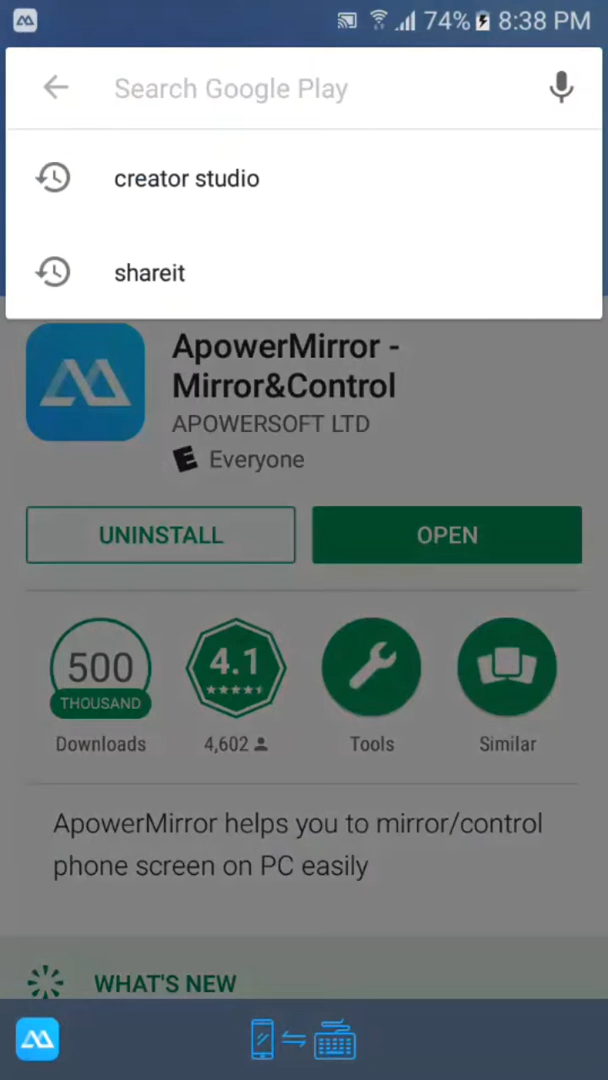 74% 8:38 PM
Search Google Play
creator studio
shareit
ApowerMirror -
Mirror&Control
APOWERSOFT LTD
E Everyone
UNINSTALL
OPEN
500
THOUSAND
Downloads
4.1
4,602
Tools
Similar
ApowerMirror helps you to mirror/control
phone screen on PC easily
WHAT'S NEW